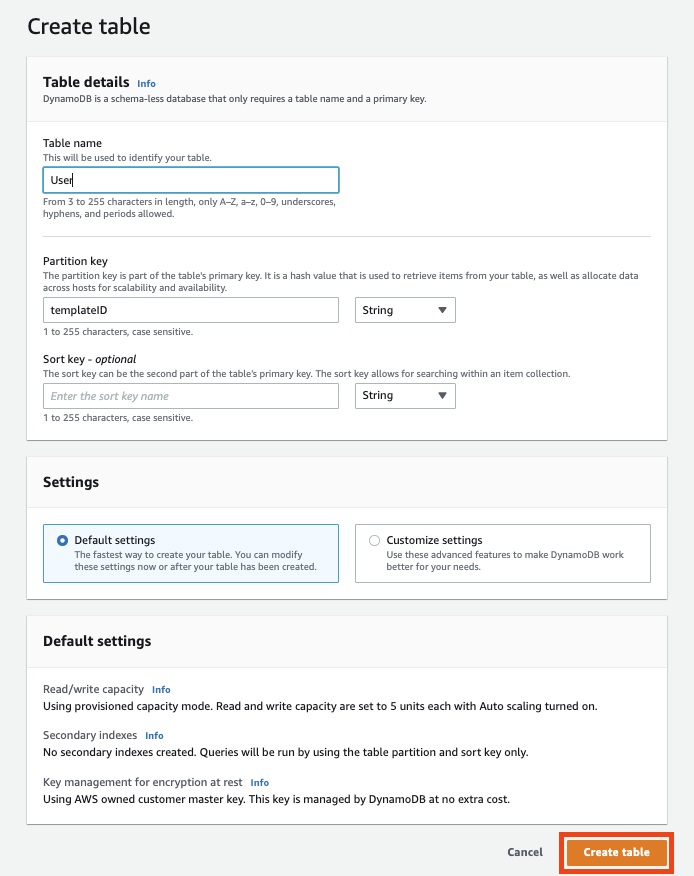 Create table
Table details Info
DynamoDB is a schema-less database that only requires a table name and a primary key.
Table name
This will be used to identify your table.
User
From 3 to 255 characters in length, only A–Z, a–z, 0–9, underscores,
hyphens, and periods allowed.
Partition key
The partition key is part of the table's primary key. It is a hash value that is used to retrieve items from your table, as well as allocate data
across hosts for scalability and availability.
templateID String
1 to 255 characters, case sensitive.
Sort key - optional
The sort key can be the second part of the table's primary key. The sort key allows for searching within an item collection.
Enter the sort key name String
1 to 255 characters, case sensitive.
Settings
Default settings
The fastest way to create your table. You can modify
these settings now or after your table has been created.
Customize settings
Use these advanced features to make DynamoDB work
better for your needs.
Default settings
Read/write capacity Info
Using provisioned capacity mode. Read and write capacity are set to 5 units each with Auto scaling turned on.
Secondary indexes Info
No secondary indexes created. Queries will be run by using the table partition and sort key only.
Key management for encryption at rest Info
Using AWS owned customer master key. This key is managed by DynamoDB at no extra cost.
Cancel Create table